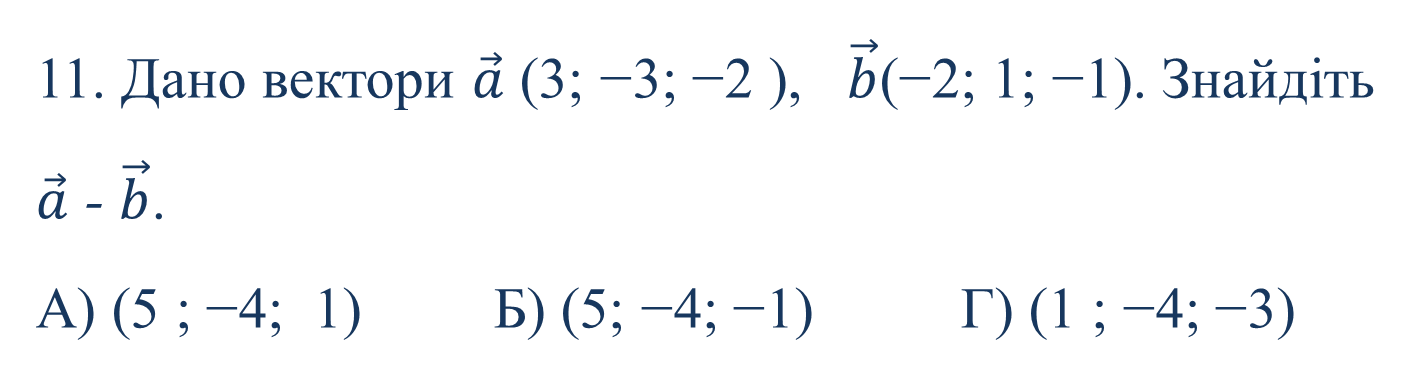 11. Дано вектори a⃗ (3; −3; −2 ), b⃗(−2; 1; −1). Знайдіть
a⃗ - b⃗.
А) (5 ; −4; 1) Б) (5; −4; −1) Г) (1 ; −4; −3)